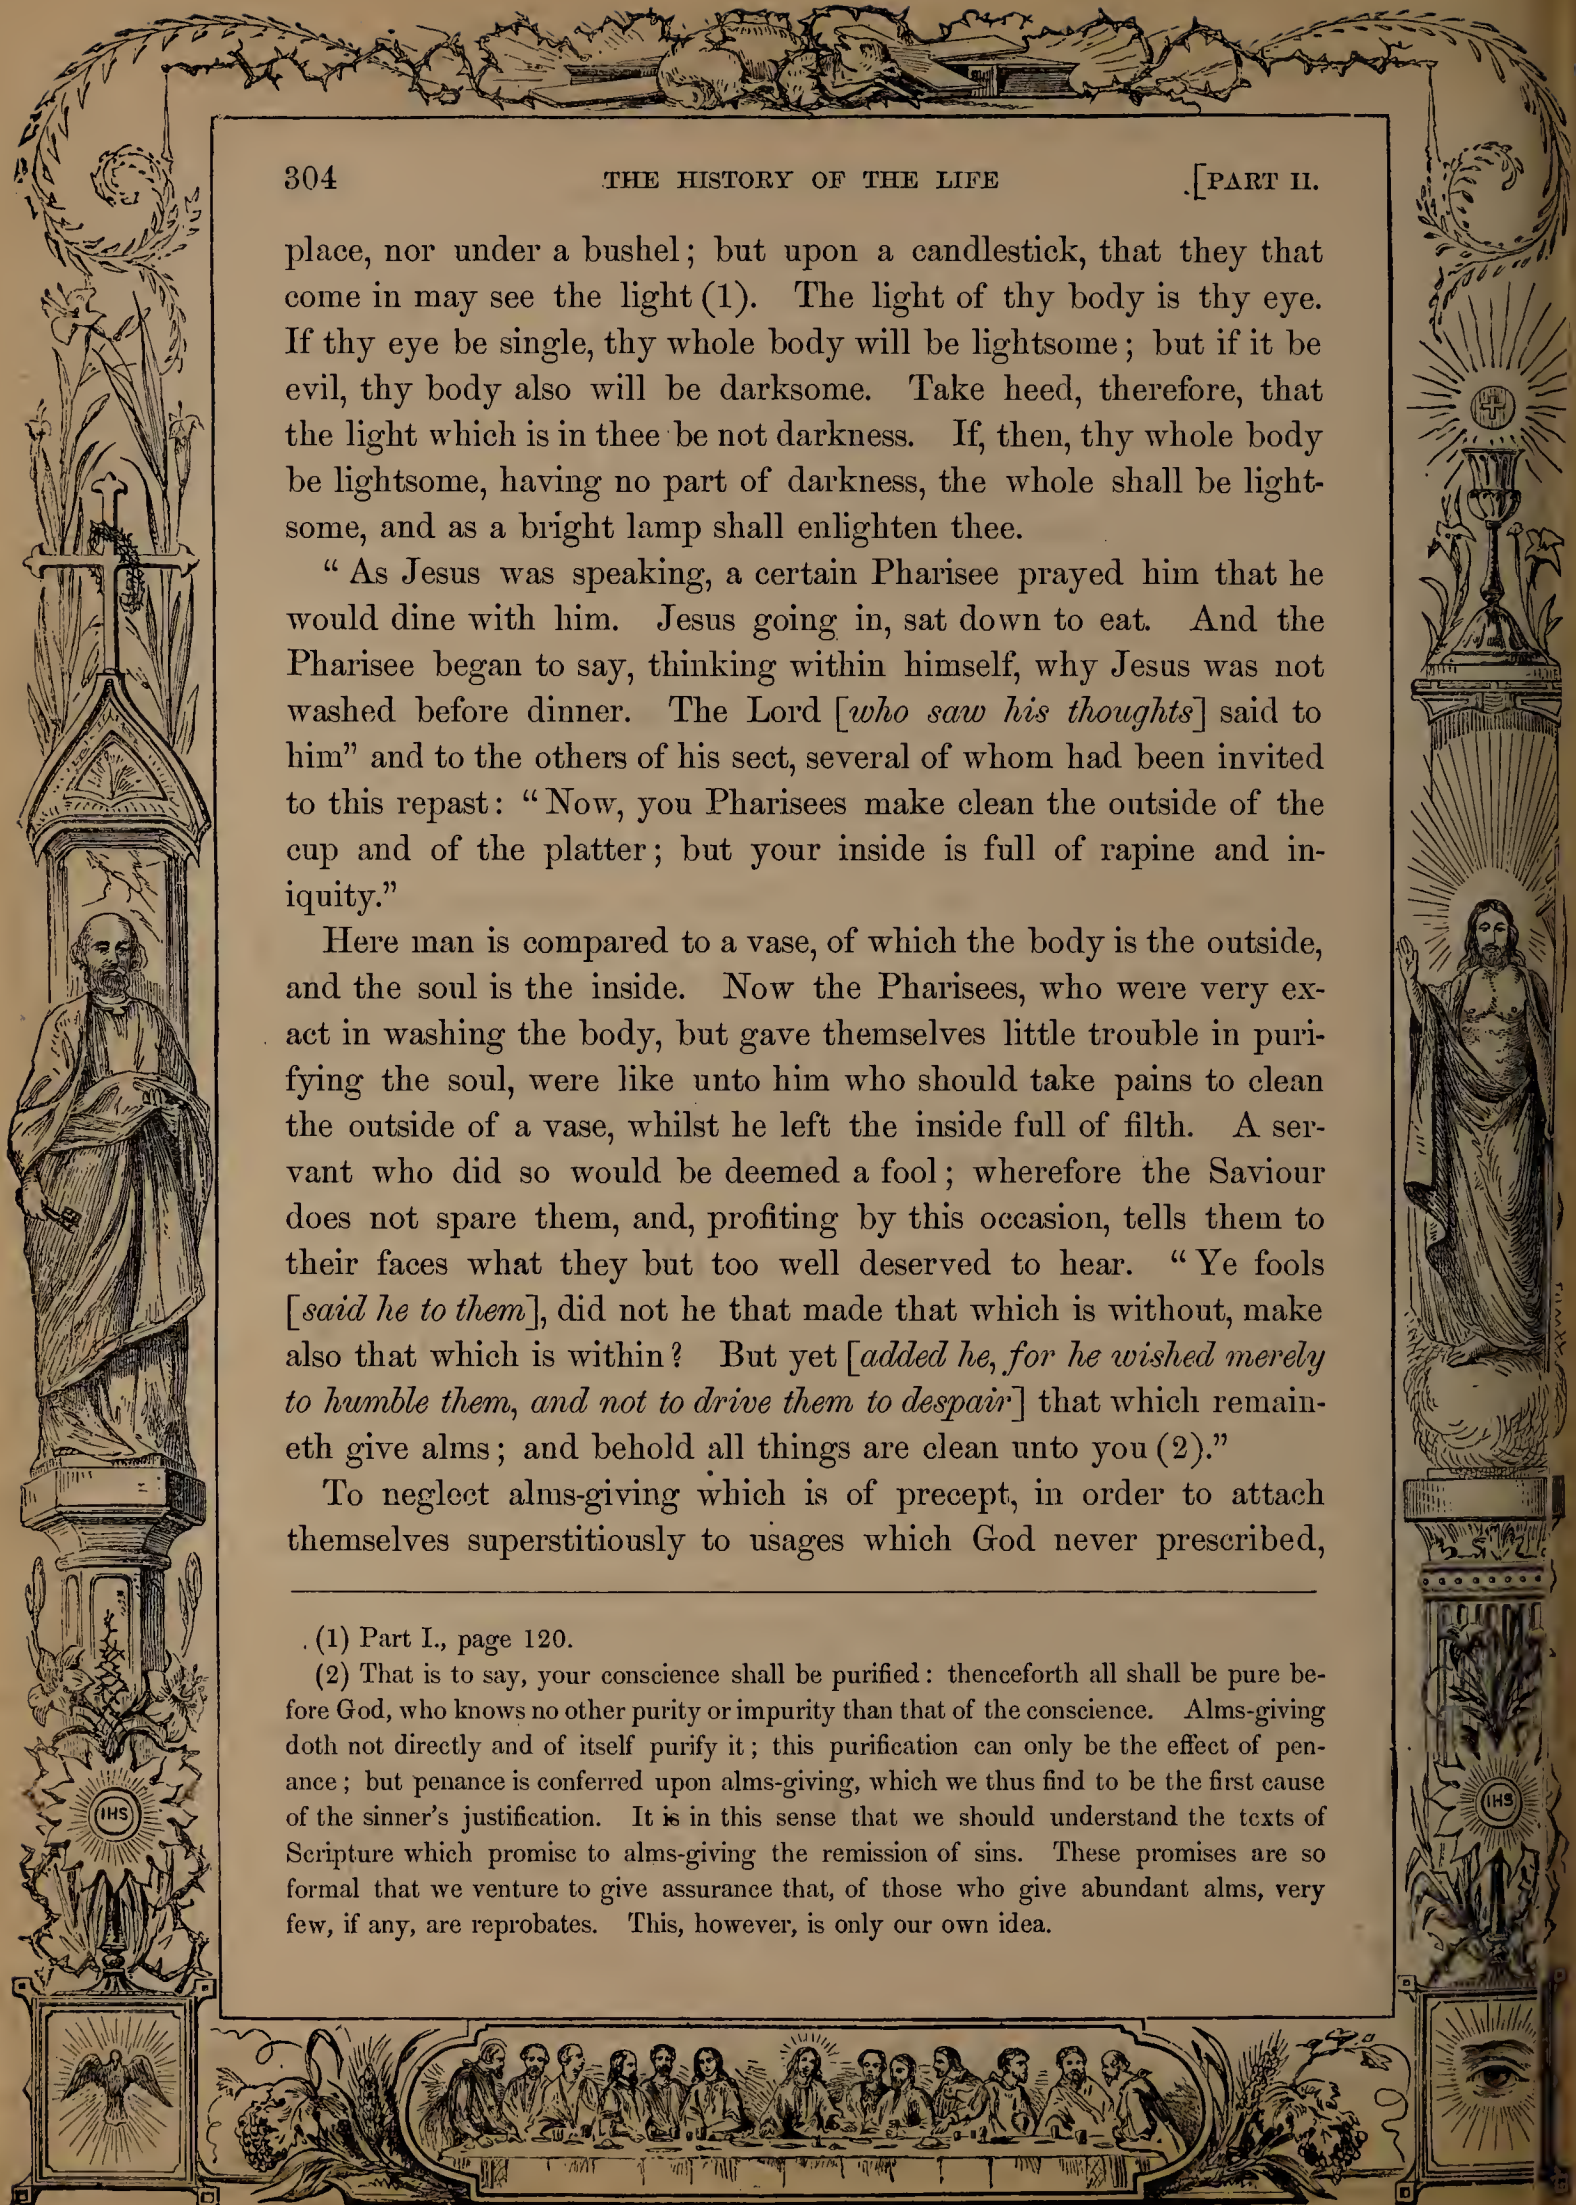 304 THE HISTORY OF THE LIFE [PART II.
place, nor under a bushel; but upon a candlestick, that they that
come in may see the light (1). The light of thy body is thy eye.
If thy eye be single, thy whole body will be lightsome; but if it be
evil, thy body also will be darksome. Take heed, therefore, that
the light which is in thee be not darkness. If, then, thy whole body
be lightsome, having no part of darkness, the whole shall be light-
some, and as a bright lamp shall enlighten thee.
“As Jesus was speaking, a certain Pharisee prayed him that he
would dine with him. Jesus going in, sat down to eat. And the
Pharisee began to say, thinking within himself, why Jesus was not
washed before dinner. The Lord [who saw his thoughts] said to
him” and to the others of his sect, several of whom had been invited
to this repast: “Now, you Pharisees make clean the outside of the
cup and of the platter; but your inside is full of rapine and in-
iquity.”
Here man is compared to a vase, of which the body is the outside,
and the soul is the inside. Now the Pharisees, who were very ex-
act in washing the body, but gave themselves little trouble in puri-
fying the soul, were like unto him who should take pains to clean
the outside of a vase, whilst he left the inside full of filth. A ser-
vant who did so would be deemed a fool; wherefore the Saviour
does not spare them, and, profiting by this occasion, tells them to
their faces what they but too well deserved to hear. “Ye fools
[said he to them], did not he that made that which is without, make
also that which is within? But yet [added he, for he wished merely
to humble them, and not to drive them to despair] that which remain-
eth give alms; and behold all things are clean unto you (2).”
To neglect alms-giving which is of precept, in order to attach
themselves superstitiously to usages which God never prescribed,
(1) Part I., page 120.
(2) That is to say, your conscience shall be purified: thenceforth all shall be pure be-
fore God, who knows no other purity or impurity than that of the conscience. Alms-giving
doth not directly and of itself purify it; this purification can only be the effect of pen-
ance; but penance is conferred upon alms-giving, which we thus find to be the first cause
of the sinner’s justification. It is in this sense that we should understand the texts of
Scripture which promise to alms-giving the remission of sins. These promises are so
formal that we venture to give assurance that, of those who give abundant alms, very
few, if any, are reprobates. This, however, is only our own idea.
IHS
IHS